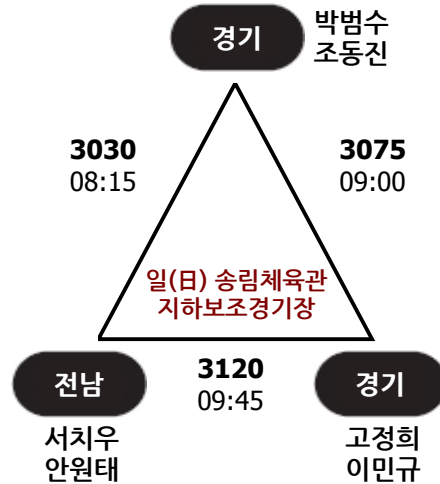 경기
박범수
조동진
3030
08:15
3075
09:00
일(日) 송림체육관
지하보조경기장
전남
3120
09:45
경기
서치우
안원태
고정희
이민규